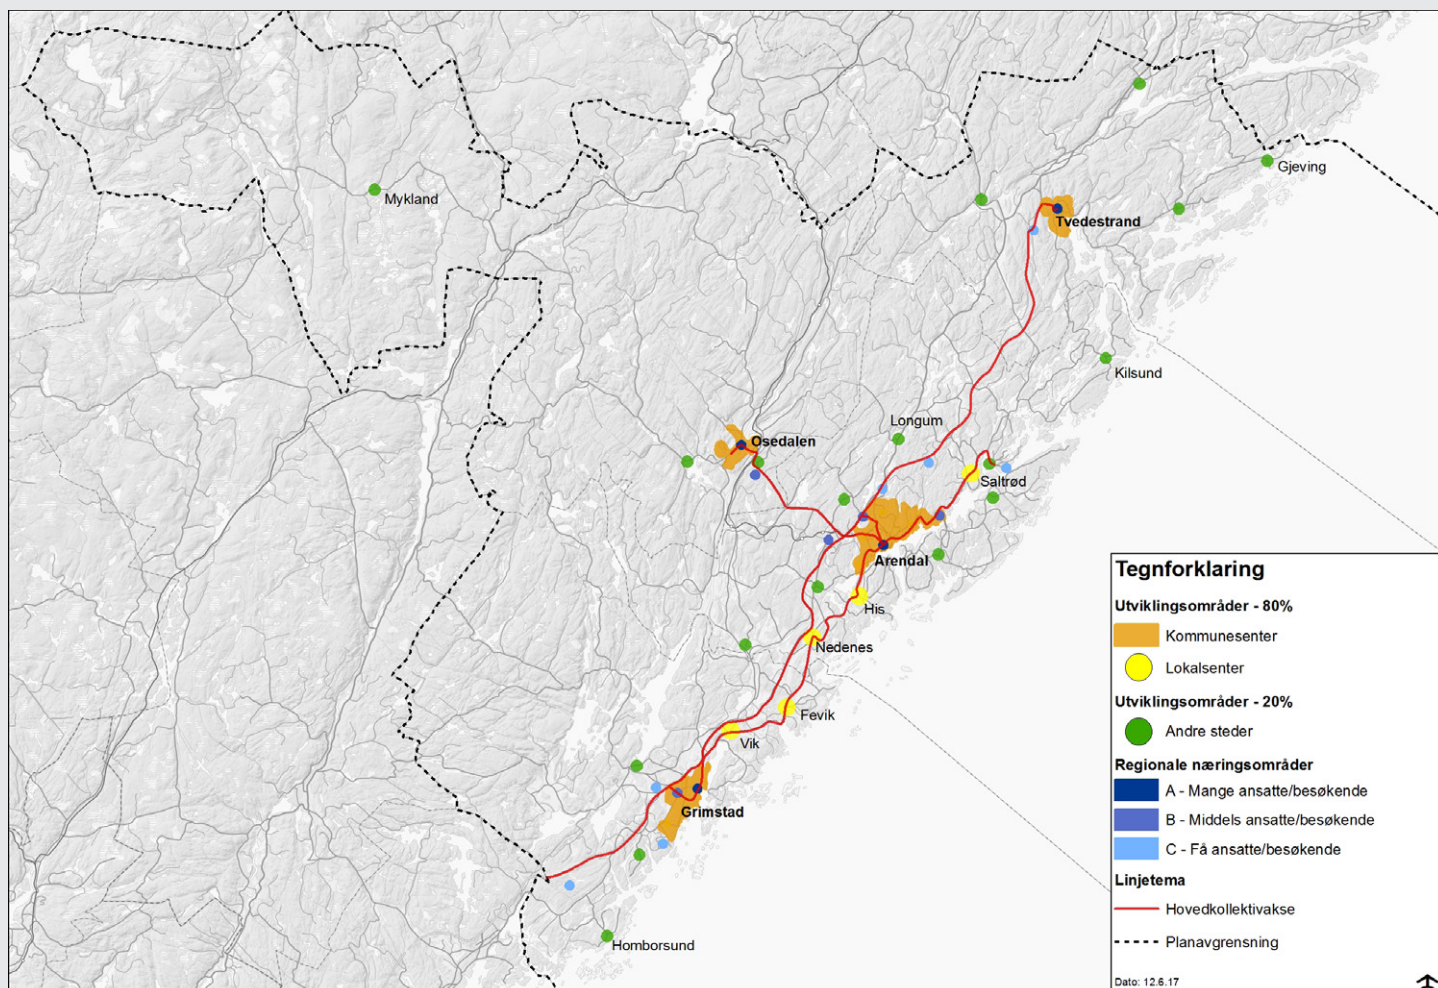 Gjeving
Mykland
Tvedestrand
Kilsund
Longum
Osedalen
Saltrød
Arendal
His
Nedenes
Fevik
Vik
Grimstad
Homborsund
Tegnforklaring
Utviklingsområder - 80%
Kommunesenter
Lokalsenter
Utviklingsområder - 20%
Andre steder
Regionale næringsområder
A - Mange ansatte/besøkende
B - Middels ansatte/besøkende
C - Få ansatte/besøkende
Linjetema
Hovedkollektivakse
Planavgrensning
Dato: 12.6.17